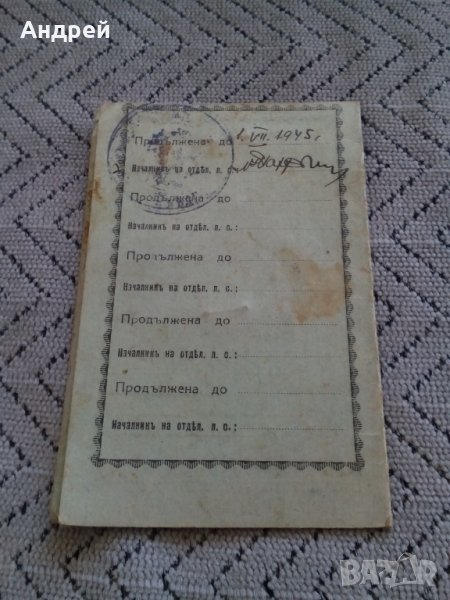 Андрей
Продължена до 1. VII. 1945 г.
Началникъ на отдѣл. п. с.:
Продължена до
Началникъ на отдѣл. п. с.:
Продължена до
Началникъ на отдѣл. п. с.:
Продължена до
Началникъ на отдѣл. п. с.:
Продължена до
Началникъ на отдѣл. п. с.:
BAZAR